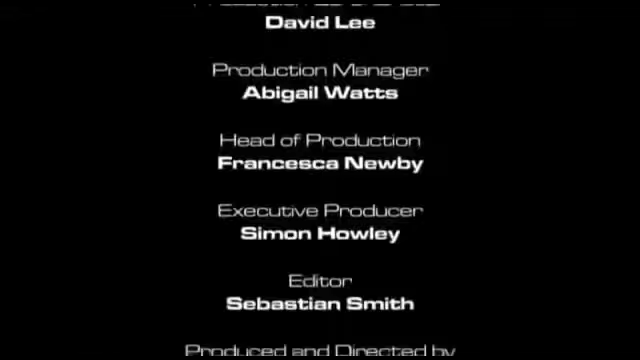 David Lee
Production Manager
Abigail Watts
Head of Production
Francesca Newby
Executive Producer
Simon Howley
Editor
Sebastian Smith
Produced and Directed by